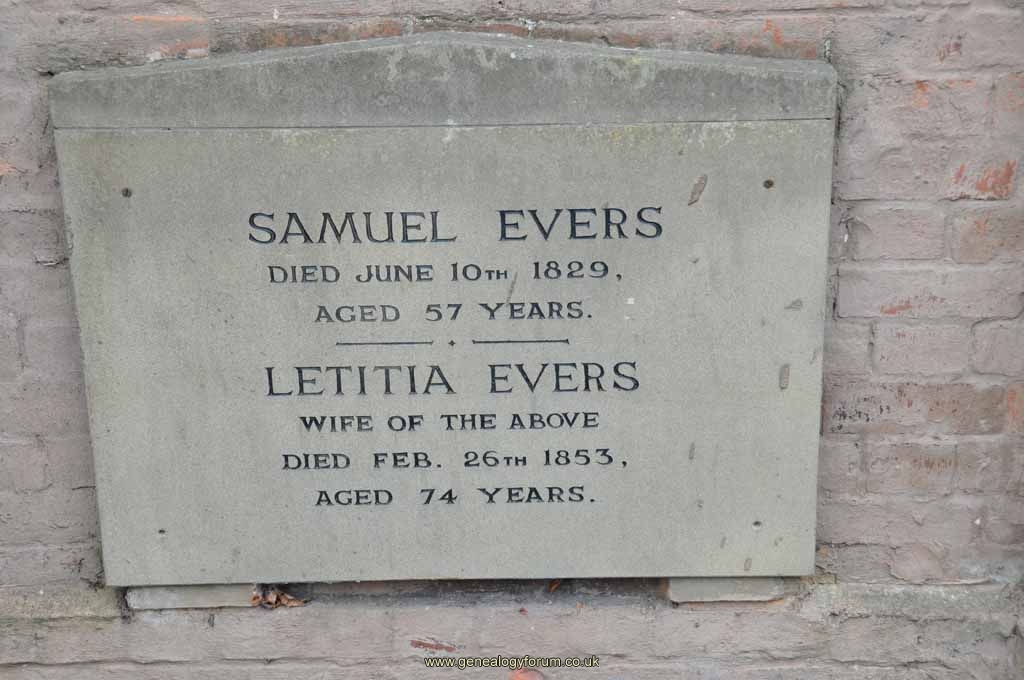 SAMUEL EVERS
DIED JUNE 10TH 1829,
AGED 57 YEARS.
LETITIA EVERS
WIFE OF THE ABOVE
DIED FEB. 26TH 1853,
AGED 74 YEARS.
www.genealogyforum.co.uk